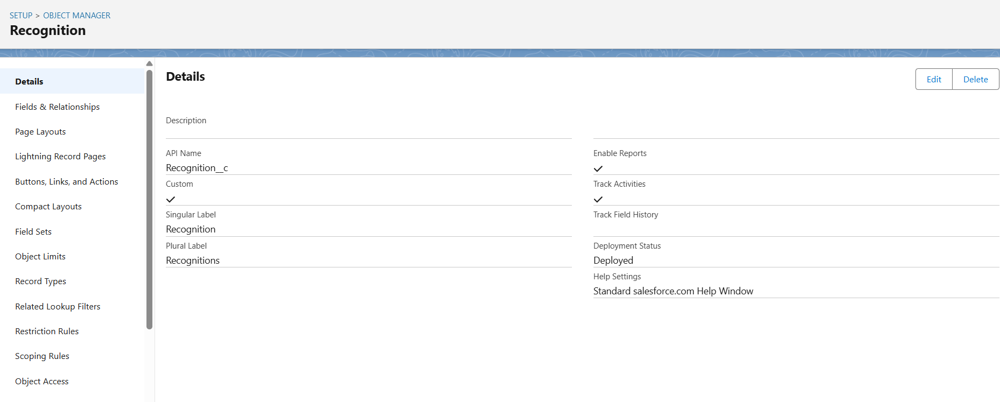 SETUP > OBJECT MANAGER
Recognition
Details
Fields & Relationships
Page Layouts
Lightning Record Pages
Buttons, Links, and Actions
Compact Layouts
Field Sets
Object Limits
Record Types
Related Lookup Filters
Restriction Rules
Scoping Rules
Object Access
Details
Edit
Delete
Description
API Name
Recognition__c
Custom
Singular Label
Recognition
Plural Label
Recognitions
Enable Reports
Track Activities
Track Field History
Deployment Status
Deployed
Help Settings
Standard salesforce.com Help Window